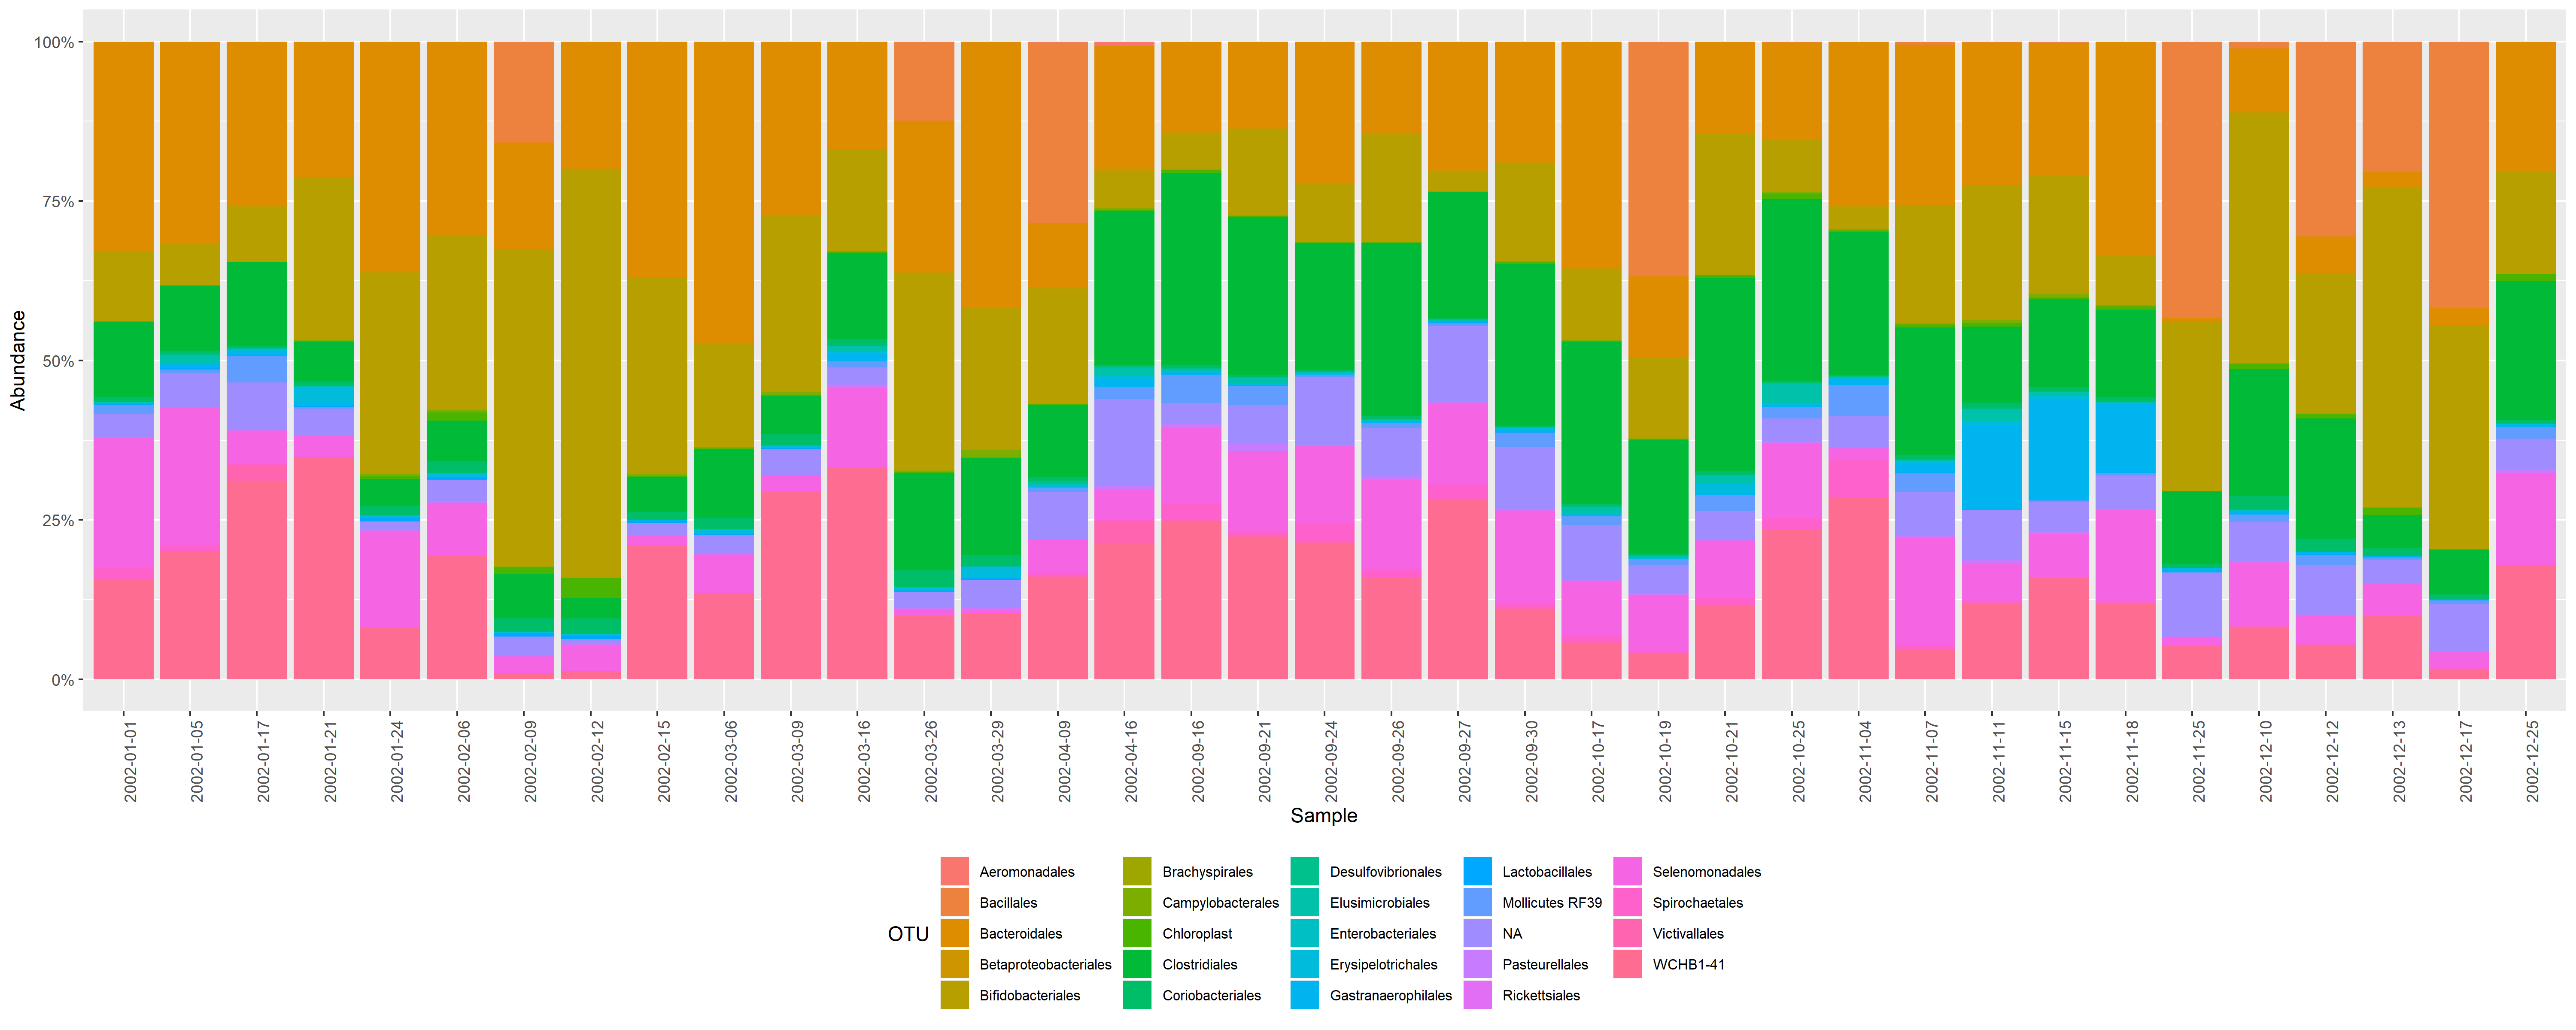 100%
75%
50%
25%
0%
Abundance
2002-01-01
2002-01-05
2002-01-17
2002-01-21
2002-01-24
2002-02-06
2002-02-09
2002-02-12
2002-02-15
2002-03-06
2002-03-09
2002-03-16
2002-03-26
2002-03-29
2002-04-09
2002-04-16
2002-09-16
2002-09-21
2002-09-24
2002-09-26
2002-09-27
2002-09-30
2002-10-17
2002-10-19
2002-10-21
2002-10-25
2002-11-04
2002-11-07
2002-11-11
2002-11-15
2002-11-18
2002-11-25
2002-12-10
2002-12-12
2002-12-13
2002-12-17
2002-12-25
Sample
OTU
Aeromonadales
Bacillales
Bacteroidales
Betaproteobacteriales
Bifidobacteriales
Brachyspirales
Campylobacterales
Chloroplast
Clostridiales
Coriobacteriales
Desulfovibrionales
Elusimicrobiales
Enterobacteriales
Erysipelotrichales
Gastranaerophilales
Lactobacillales
Mollicutes RF39
NA
Pasteurellales
Rickettsiales
Selenomonadales
Spirochaetales
Victivallales
WCHB1-41